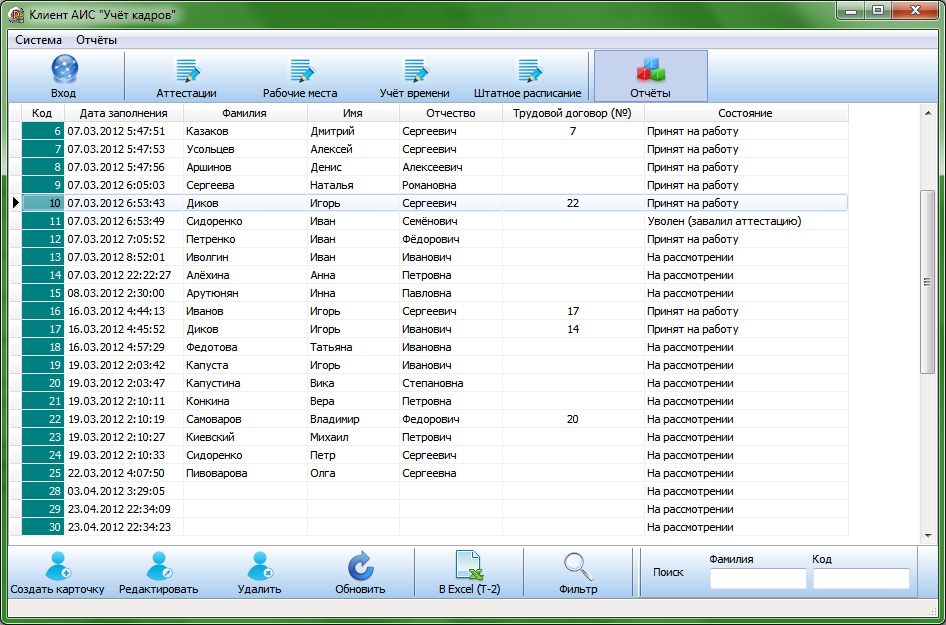 Клиент АИС "Учёт кадров"
Система Отчёты
Вход Аттестации Рабочие места Учёт времени Штатное расписание Отчёты
Код Дата заполнения Фамилия Имя Отчество Трудовой договор (№) Состояние
6 07.03.2012 5:47:51 Казаков Дмитрий Сергеевич 7 Принят на работу
7 07.03.2012 5:47:53 Усольцев Алексей Сергеевич Принят на работу
8 07.03.2012 5:47:56 Аршинов Денис Алексеевич Принят на работу
9 07.03.2012 6:05:03 Сергеева Наталья Романовна Принят на работу
10 07.03.2012 6:53:43 Диков Игорь Сергеевич 22 Принят на работу
11 07.03.2012 6:53:49 Сидоренко Иван Семёнович Уволен (завалил аттестацию)
12 07.03.2012 7:05:52 Петренко Иван Фёдорович Принят на работу
13 07.03.2012 8:52:01 Иволгин Иван Иванович На рассмотрении
14 07.03.2012 22:22:27 Алёхина Анна Петровна На рассмотрении
15 08.03.2012 2:30:00 Арутюнян Инна Павловна На рассмотрении
16 16.03.2012 4:44:13 Иванов Игорь Сергеевич 17 Принят на работу
17 16.03.2012 4:45:52 Диков Игорь Иванович 14 Принят на работу
18 16.03.2012 4:57:29 Федотова Татьяна Ивановна На рассмотрении
19 19.03.2012 2:03:42 Капуста Игорь Иванович На рассмотрении
20 19.03.2012 2:03:47 Капустина Вика Степановна На рассмотрении
21 19.03.2012 2:10:11 Конкина Вера Петровна На рассмотрении
22 19.03.2012 2:10:19 Самоваров Владимир Федорович 20 На рассмотрении
23 19.03.2012 2:10:27 Киевский Михаил Петрович На рассмотрении
24 19.03.2012 2:10:33 Сидоренко Петр Сергеевич На рассмотрении
25 22.03.2012 4:07:50 Пивоварова Олга Сергеевна На рассмотрении
28 03.04.2012 3:29:05 На рассмотрении
29 23.04.2012 22:34:09 На рассмотрении
30 23.04.2012 22:34:23 На рассмотрении
Создать карточку Редактировать Удалить Обновить В Excel (Т-2) Фильтр Поиск Фамилия Код